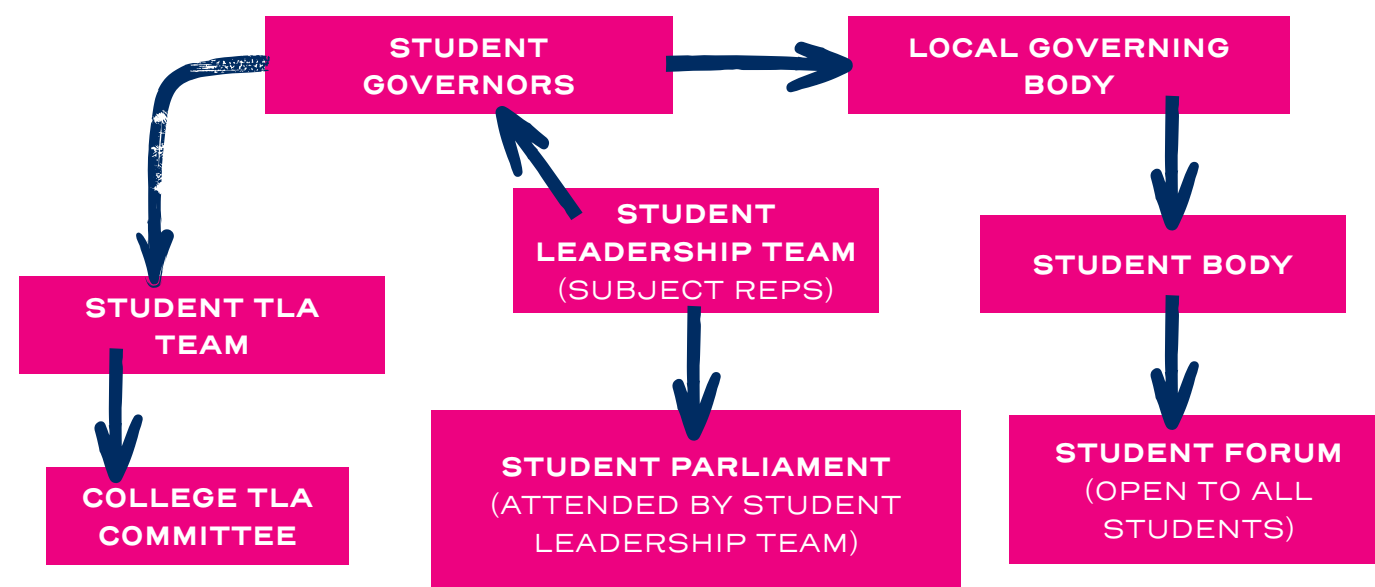 STUDENT
GOVERNORS
LOCAL GOVERNING
BODY
STUDENT
LEADERSHIP TEAM
(SUBJECT REPS)
STUDENT BODY
STUDENT TLA
TEAM
STUDENT PARLIAMENT
(ATTENDED BY STUDENT
LEADERSHIP TEAM)
STUDENT FORUM
(OPEN TO ALL
STUDENTS)
COLLEGE TLA
COMMITTEE